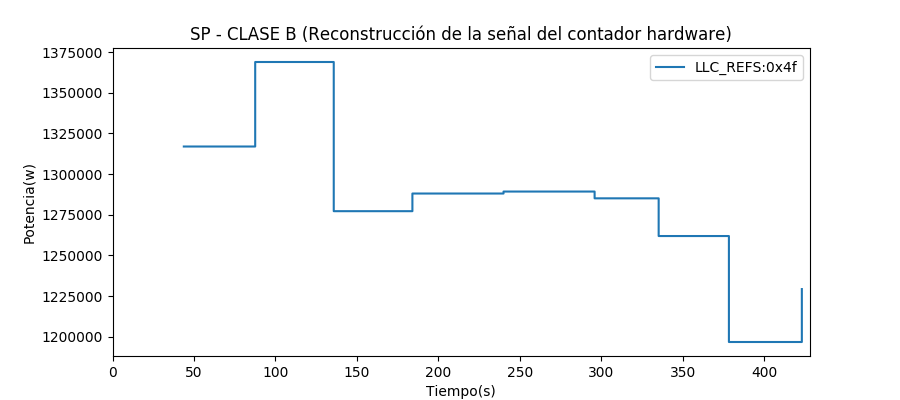 SP - CLASE B (Reconstrucción de la señal del contador hardware)
LLC_REFS:0x4f
Potencia(w)
1375000
1350000
1325000
1300000
1275000
1250000
1225000
1200000
0 50 100 150 200 250 300 350 400
Tiempo(s)